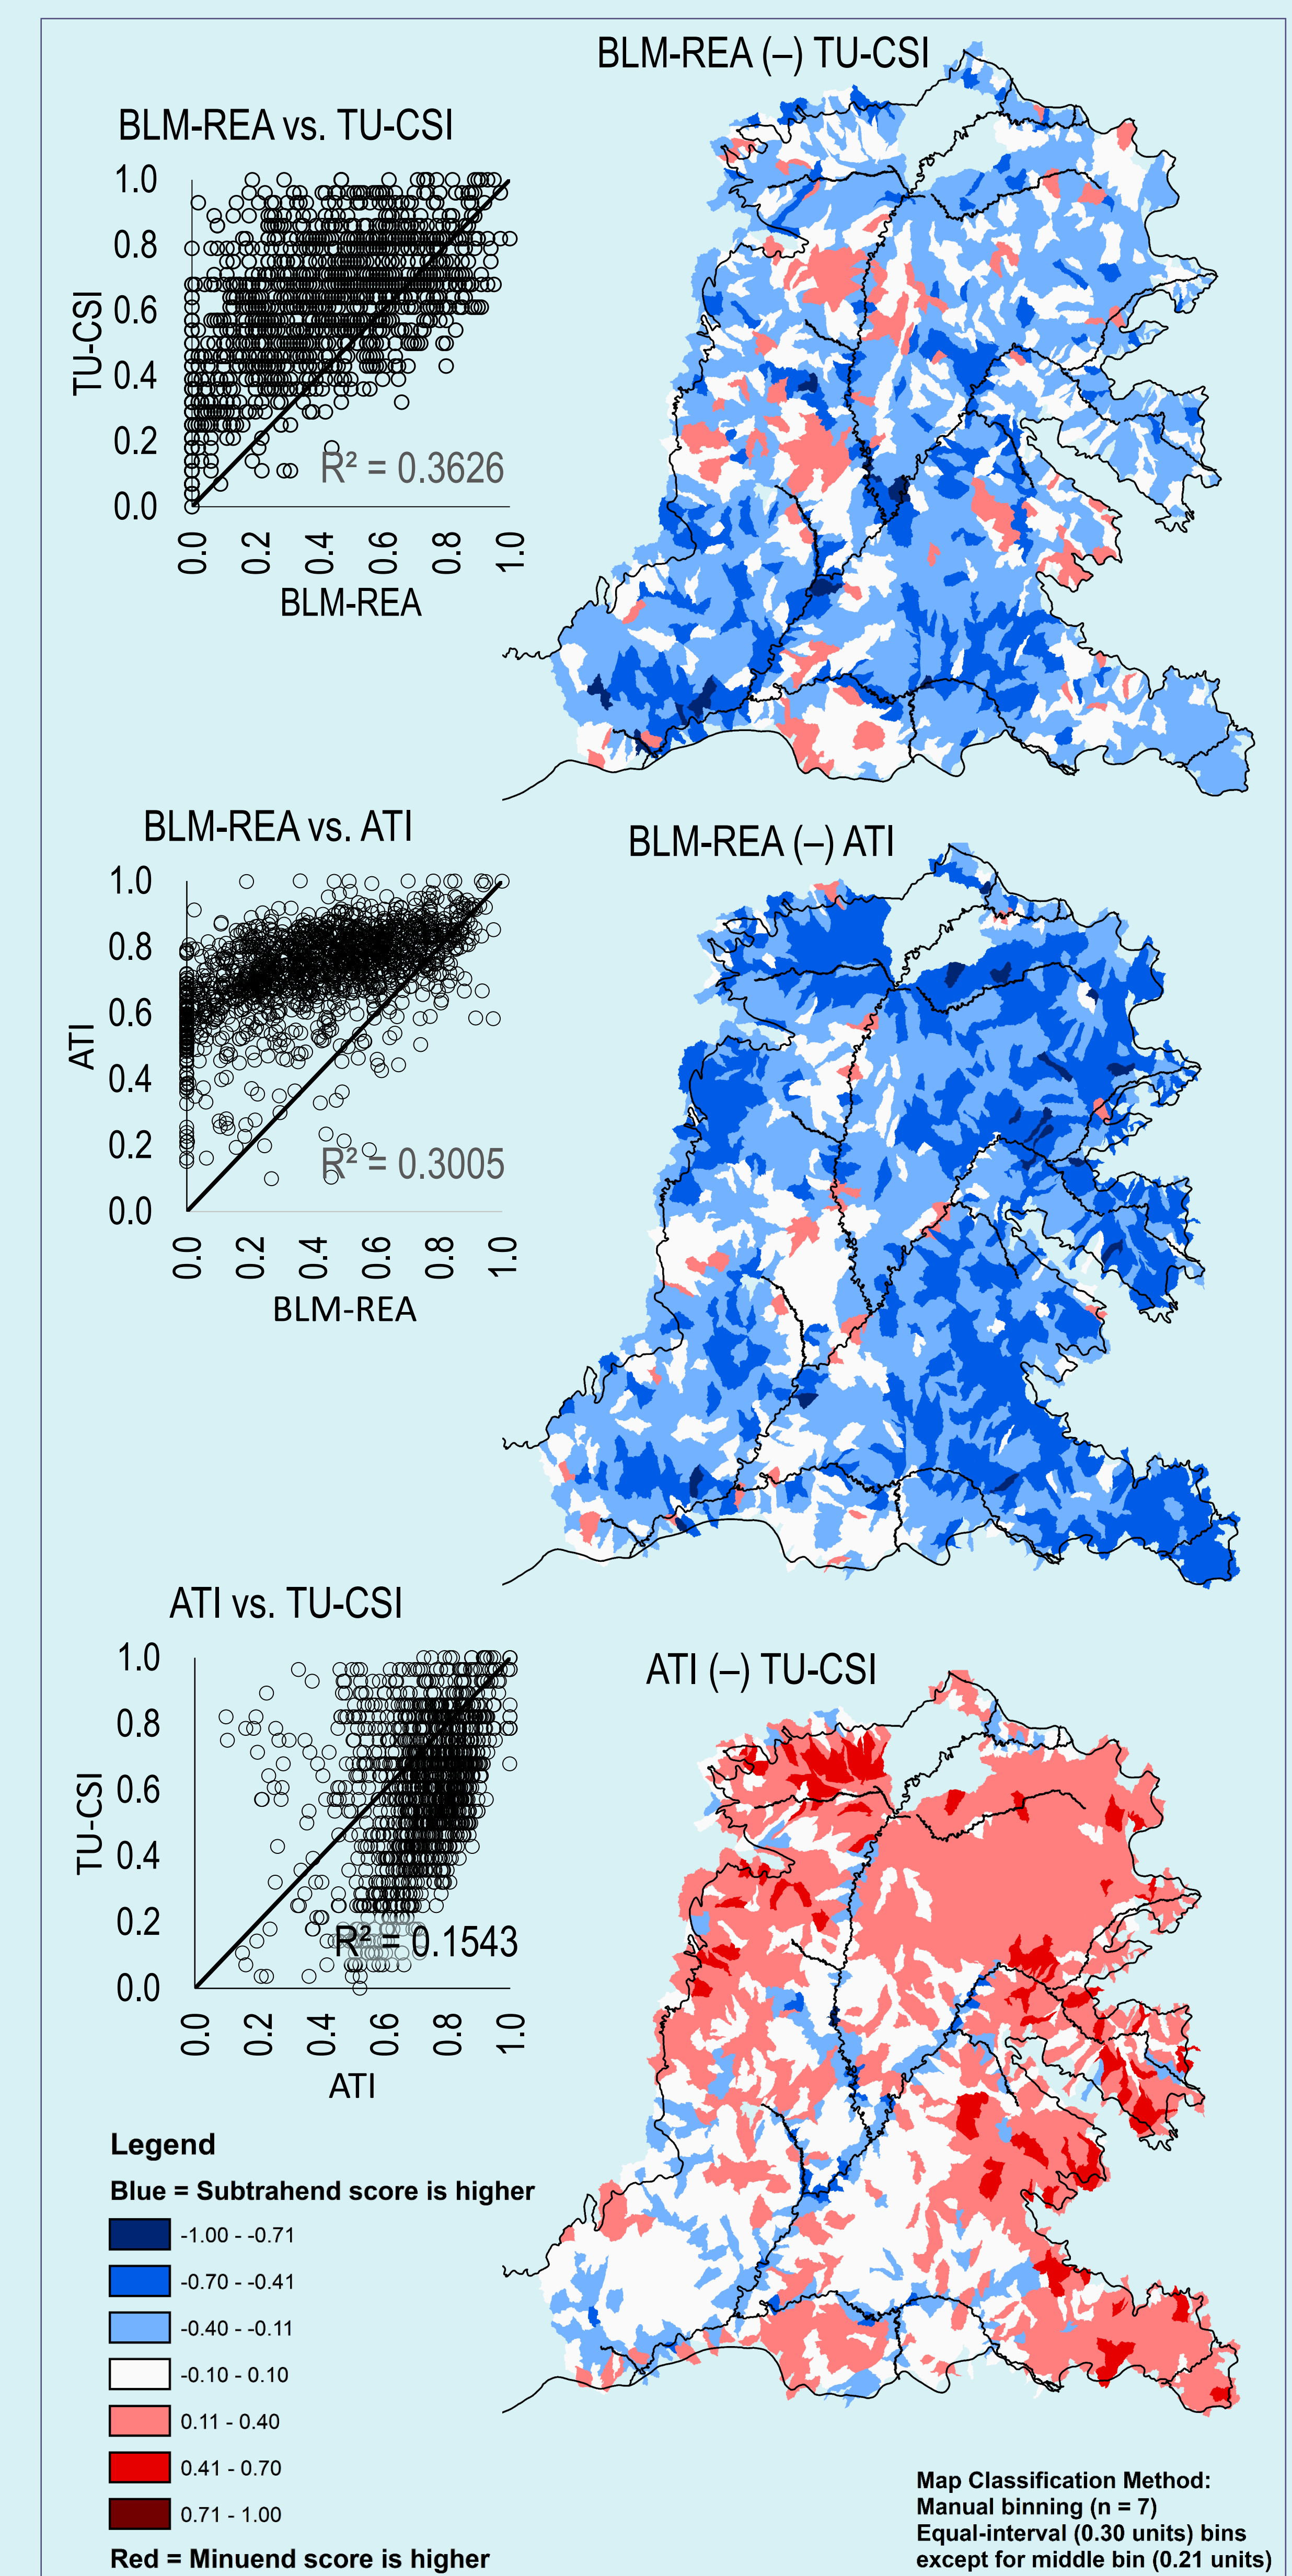 BLM-REA (–) TU-CSI
BLM-REA vs. TU-CSI
1.0
0.8
0.6
0.4
0.2
0.0
TU-CSI
R² = 0.3626
0.0 0.2 0.4 0.6 0.8 1.0
BLM-REA
BLM-REA vs. ATI
BLM-REA (–) ATI
1.0
0.8
0.6
0.4
0.2
0.0
ATI
R² = 0.3005
0.0 0.2 0.4 0.6 0.8 1.0
BLM-REA
ATI vs. TU-CSI
ATI (–) TU-CSI
1.0
0.8
0.6
0.4
0.2
0.0
TU-CSI
R² = 0.1543
0.0 0.2 0.4 0.6 0.8 1.0
ATI
Legend
Blue = Subtrahend score is higher
-1.00 - -0.71
-0.70 - -0.41
-0.40 - -0.11
-0.10 - 0.10
0.11 - 0.40
0.41 - 0.70
0.71 - 1.00
Red = Minuend score is higher
Map Classification Method:
Manual binning (n = 7)
Equal-interval (0.30 units) bins
except for middle bin (0.21 units)